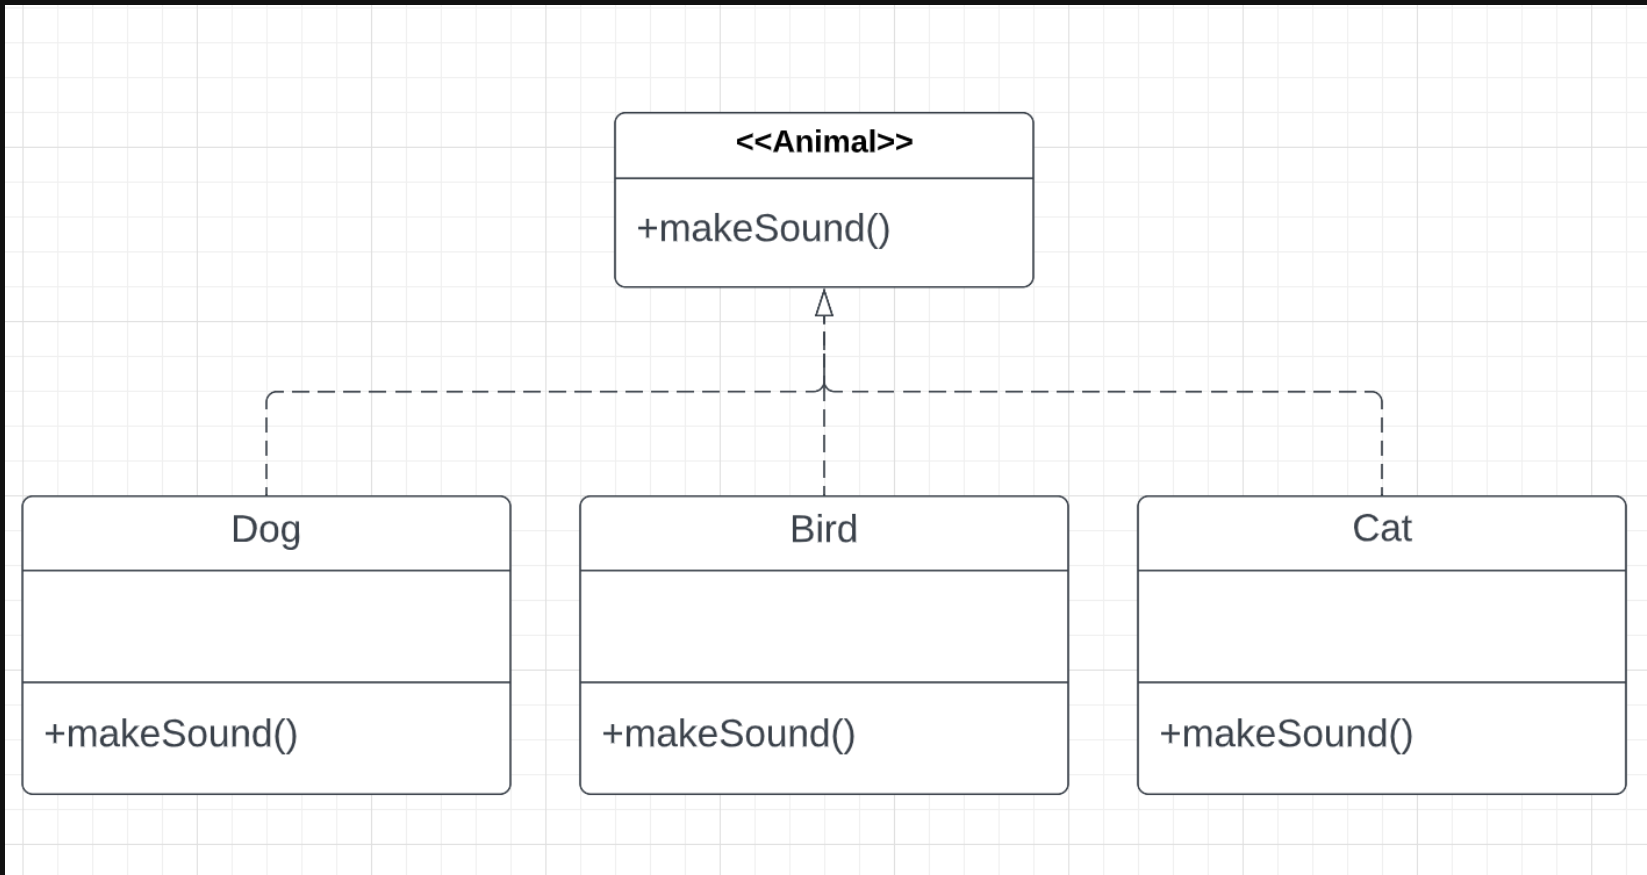 <<Animal>>
+makeSound()
Dog
Bird
Cat
+makeSound()
+makeSound()
+makeSound()